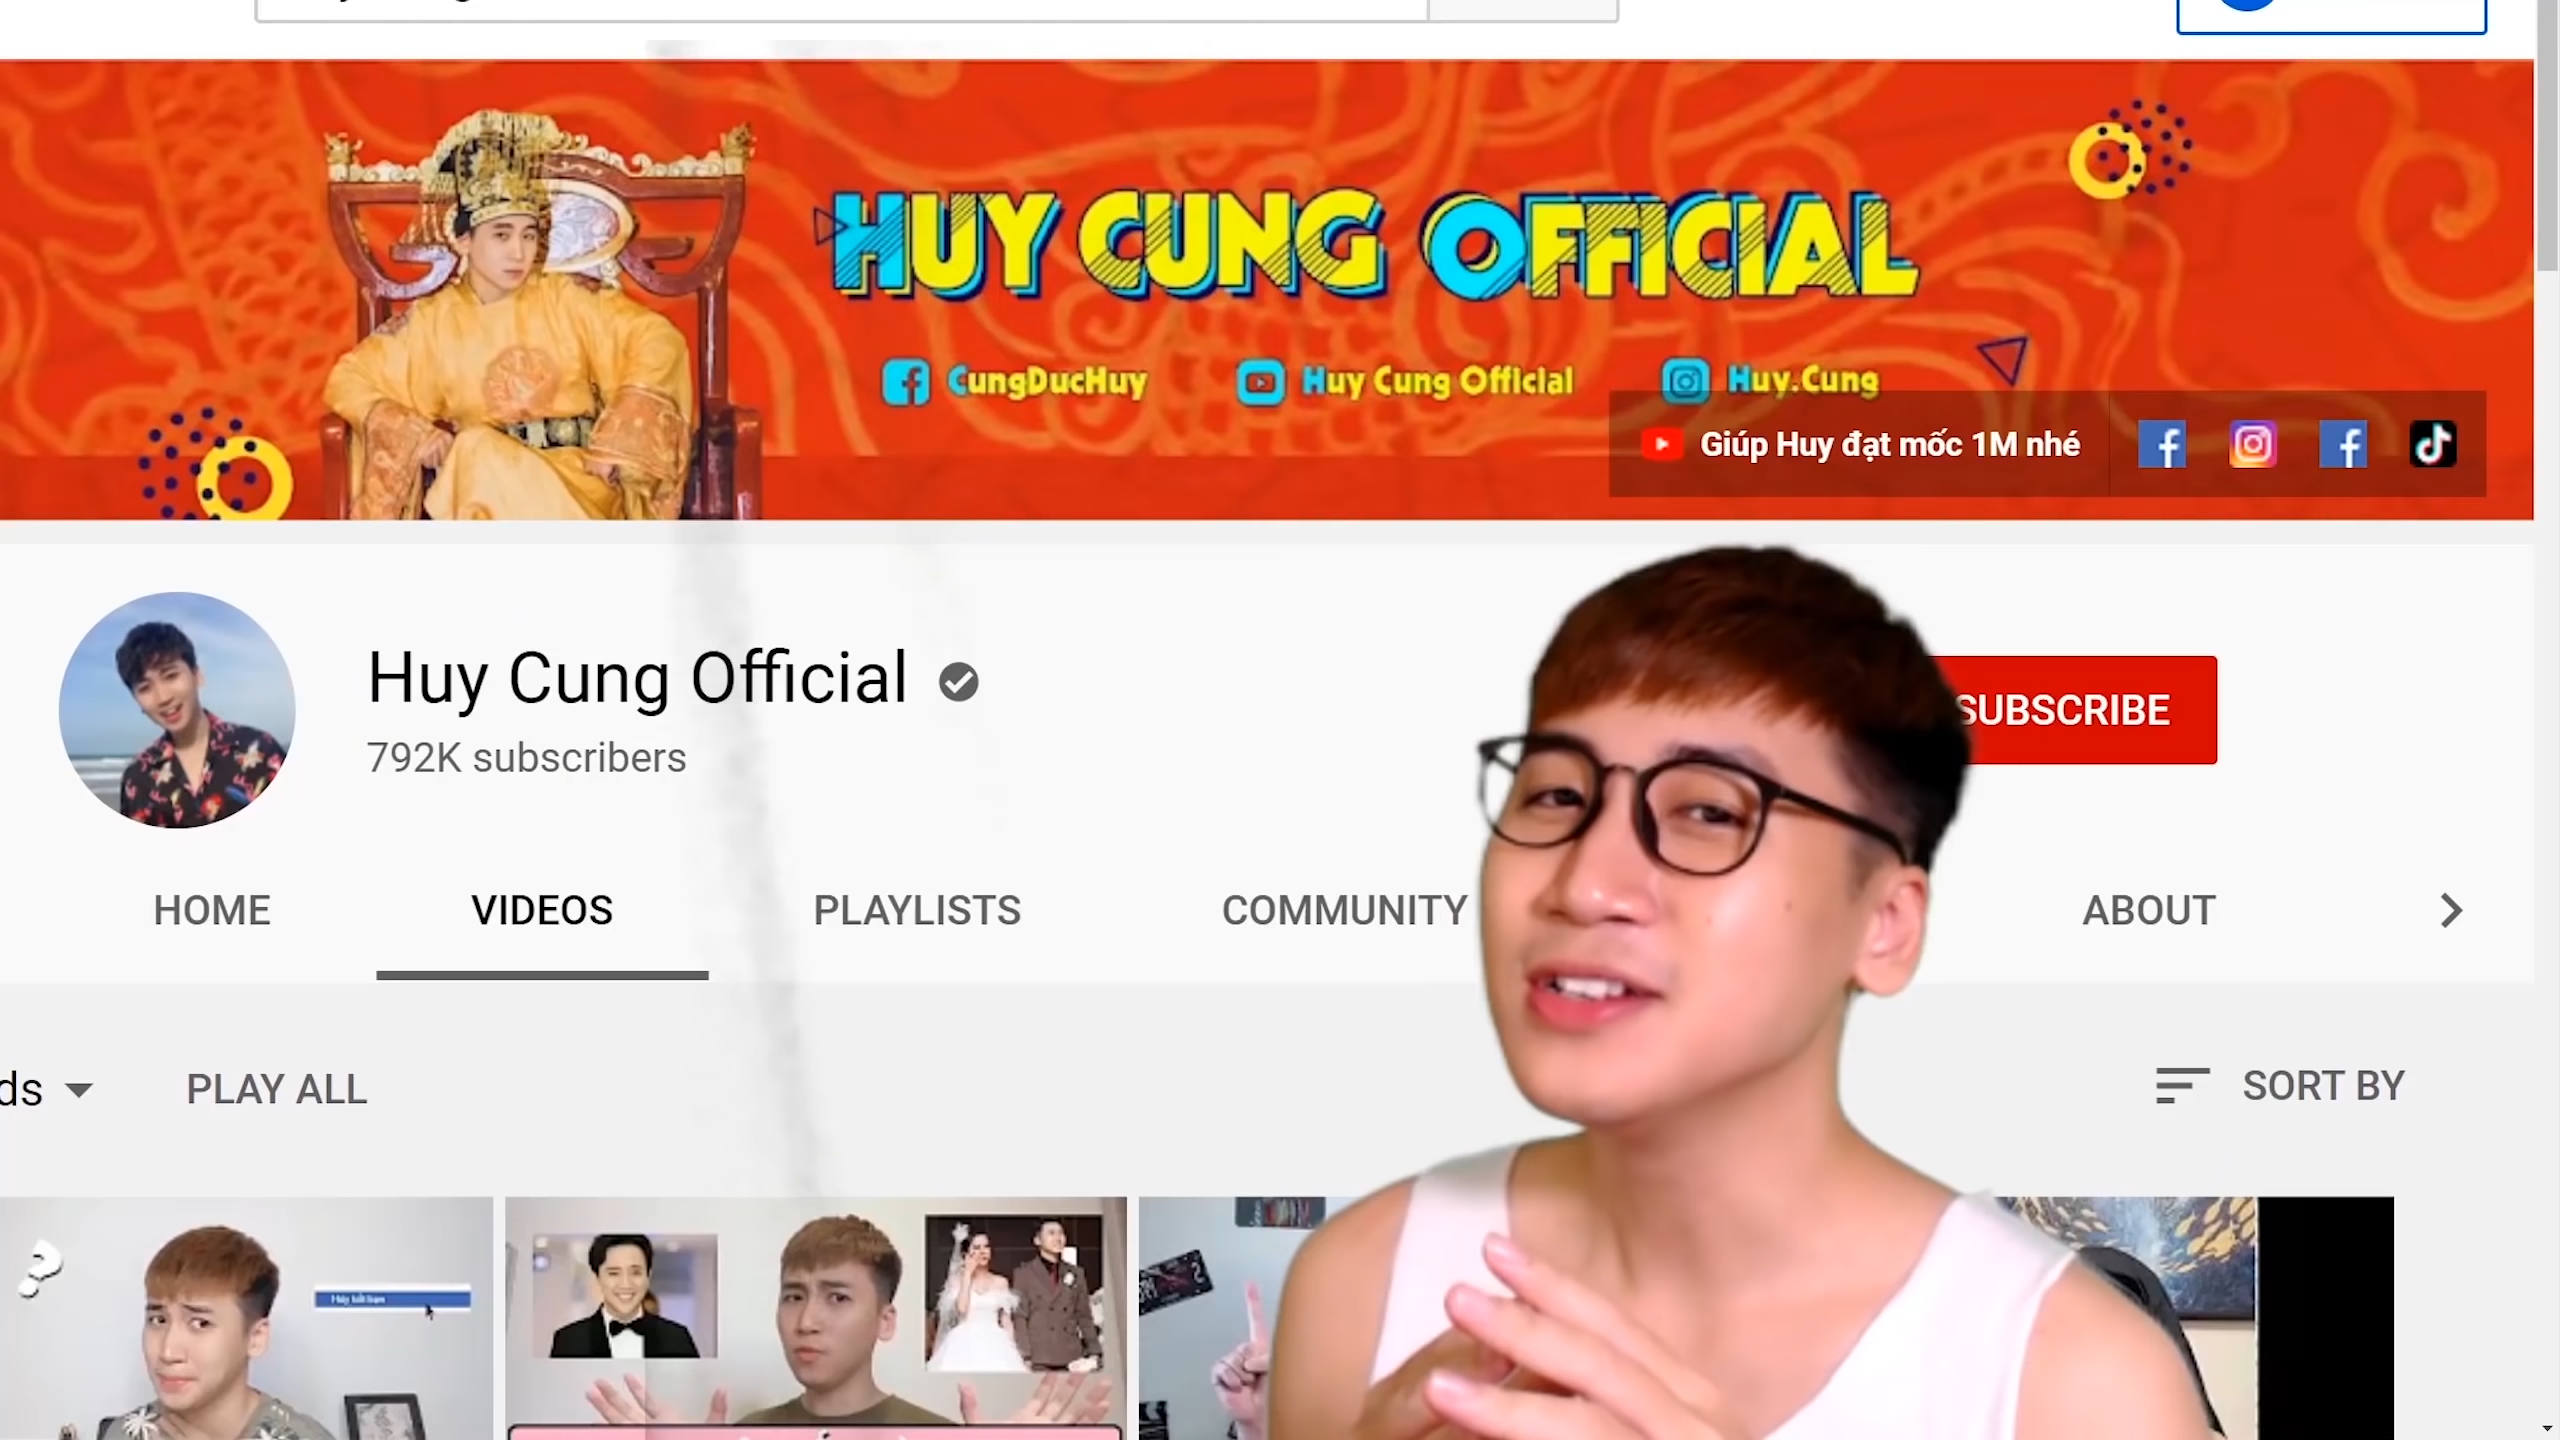 HUY CUNG OFFICIAL
CungDucHuy
Huy Cung Official
Huy.Cung
Giúp Huy đạt mốc 1M nhé
Huy Cung Official
792K subscribers
SUBSCRIBE
HOME
VIDEOS
PLAYLISTS
COMMUNITY
ABOUT
ds
PLAY ALL
SORT BY